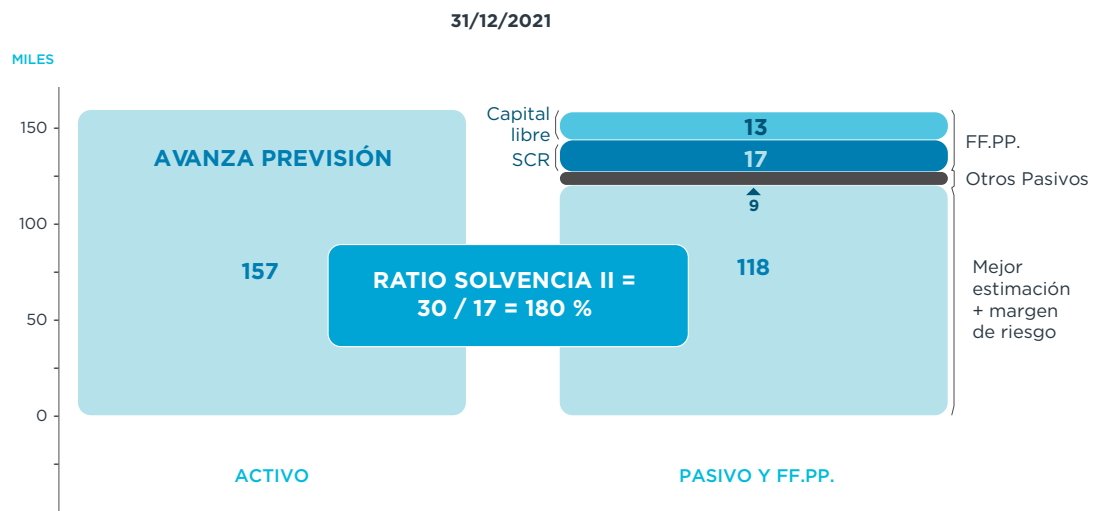 31/12/2021
MILES
150
100
50
0
AVANZA PREVISIÓN
157
RATIO SOLVENCIA II =
30 / 17 = 180 %
Capital
libre
SCR
13
17
9
118
FF.PP.
Otros Pasivos
Mejor
estimación
+ margen
de riesgo
ACTIVO
PASIVO Y FF.PP.